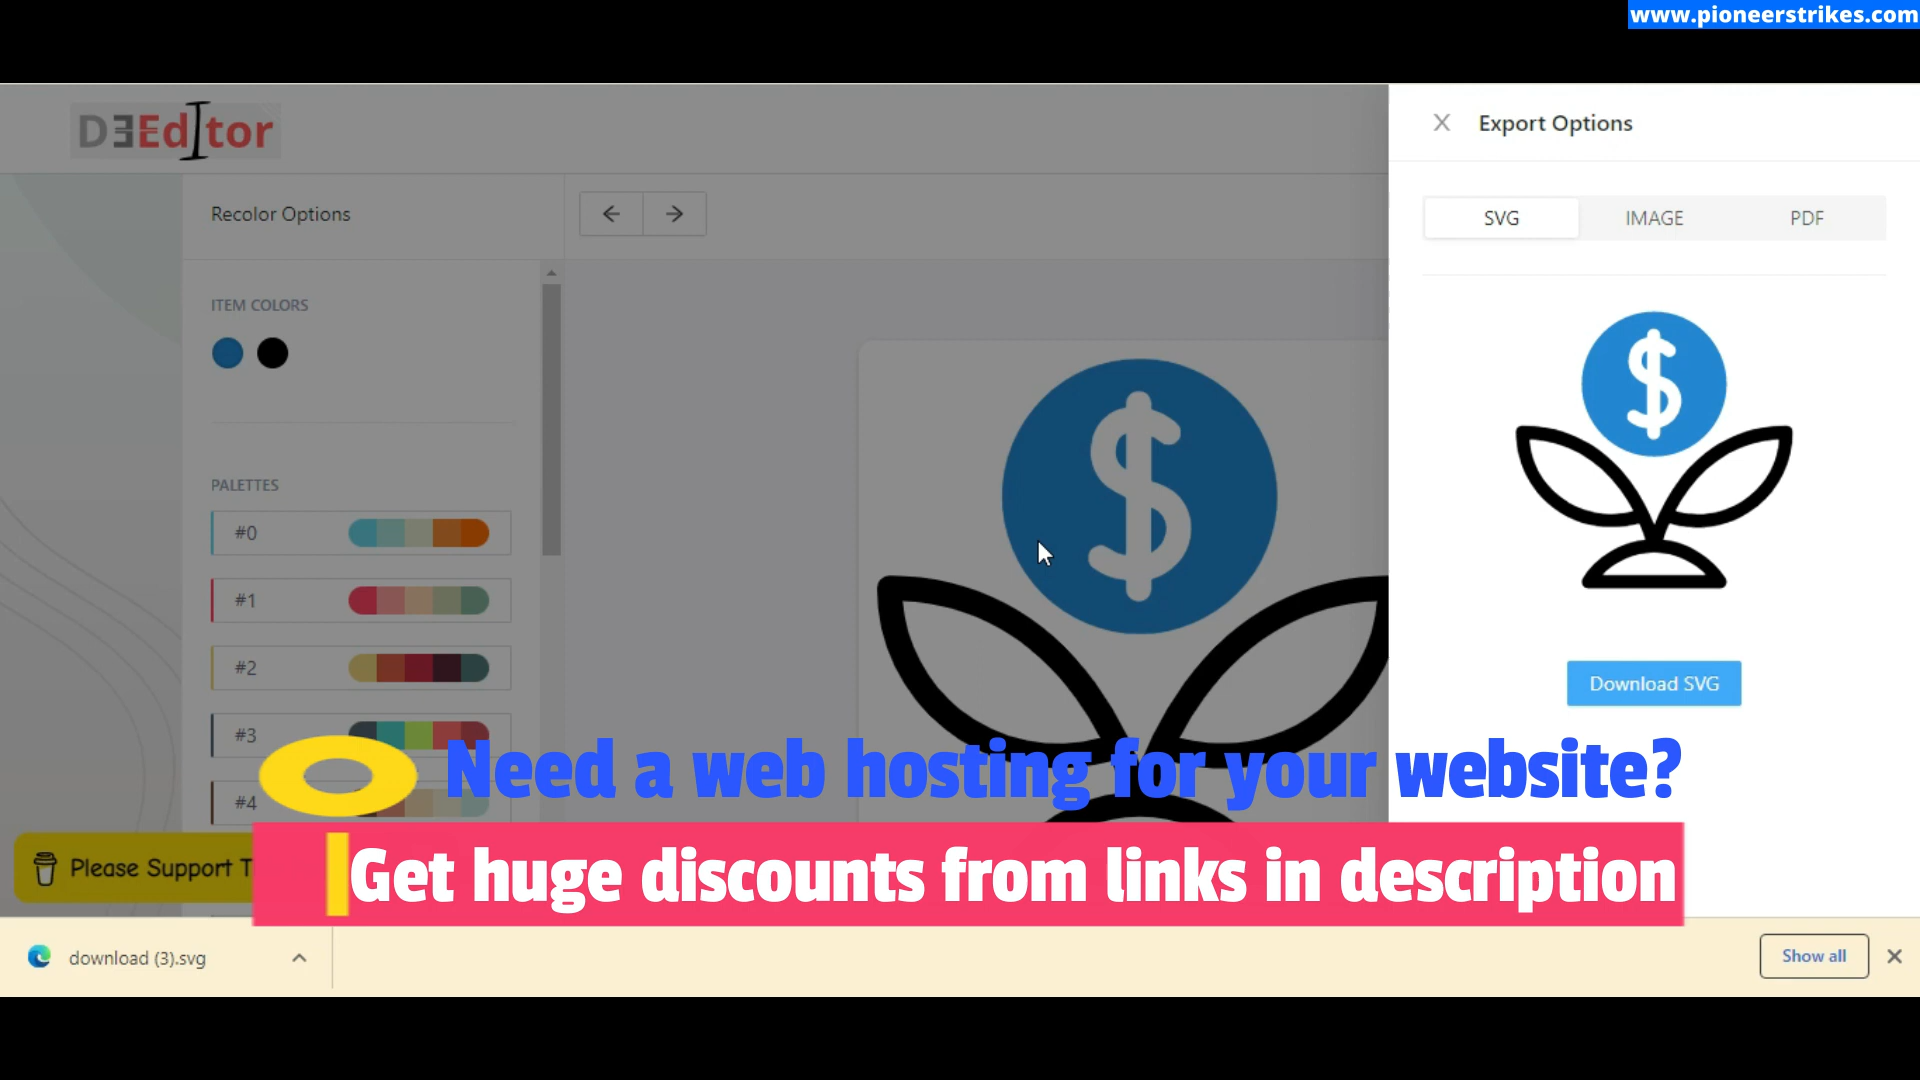 www.pioneerstrikes.com
DEEdItor
X Export Options
Recolor Options
SVG IMAGE PDF
ITEM COLORS
$
$
PALETTES
#0
#1
#2
Download SVG
#3
Need a web hosting for your website?
#4
Please Support T
Get huge discounts from links in description
download (3).svg
Show all